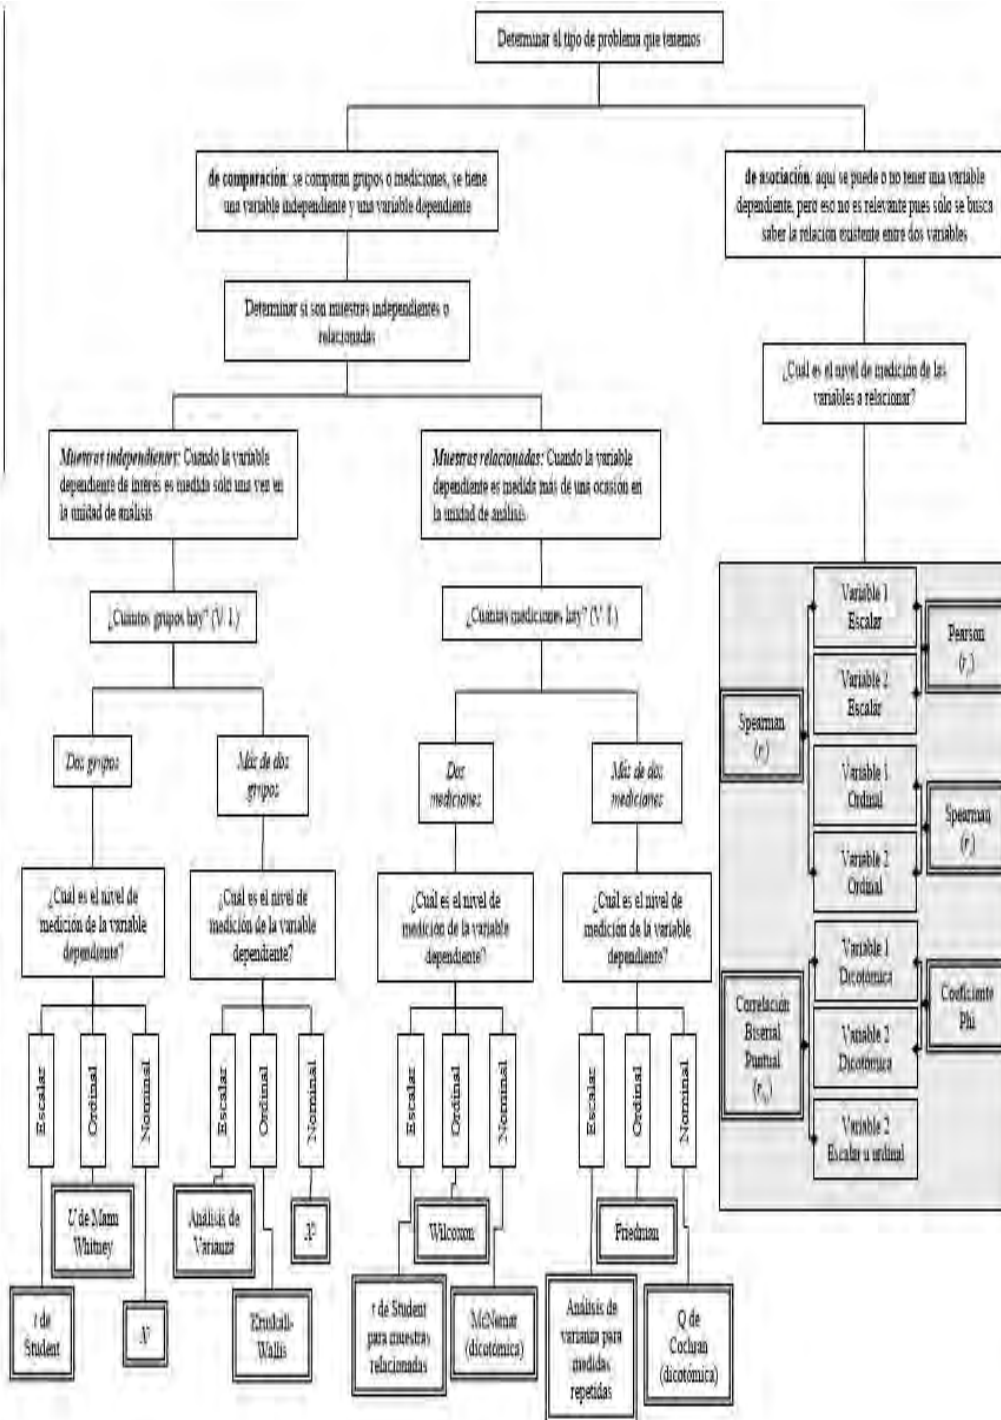 Determinar el tipo de problema que tenemos
de comparación: se comparan grupos o mediciones, se tiene
una variable independiente y una variable dependiente
de asociación: aquí se puede o no tener una variable
dependiente, pero eso no es relevante pues sólo se busca
saber la relación existente entre dos variables
Determinar si son muestras independientes o
relacionadas
¿Cuál es el nivel de medición de las
variables a relacionar?
Muestras independientes: Cuando la variable
dependiente de interés es medida sólo una vez en
la unidad de análisis
Muestras relacionadas: Cuando la variable
dependiente es medida más de una ocasión en
la unidad de análisis
¿Cuántos grupos hay? (V. I.)
¿Cuántas mediciones hay? (V. I.)
Dos grupos
Más de dos
grupos
Dos
mediciones
Más de dos
mediciones
¿Cuál es el nivel de
medición de la variable
dependiente?
¿Cuál es el nivel de
medición de la variable
dependiente?
¿Cuál es el nivel de
medición de la variable
dependiente?
¿Cuál es el nivel de
medición de la variable
dependiente?
Escalar
Ordinal
Nominal
Escalar
Ordinal
Nominal
Escalar
Ordinal
Nominal
Escalar
Ordinal
Nominal
U de Mann
Whitney
t de
Student
X²
Análisis de
Varianza
Kruskall-
Wallis
X²
Wilcoxon
t de Student
para muestras
relacionadas
McNemar
(dicotómica)
Friedman
Análisis de
varianza para
medidas
repetidas
Q de
Cochran
(dicotómica)
Variable 1
Escalar
Variable 2
Escalar
Pearson
Spearman
Variable 1
Ordinal
Variable 2
Ordinal
Spearman
Variable 1
Dicotómica
Variable 2
Dicotómica
Coeficiente
Phi
Correlación
Biserial
Puntual
Variable 2
Escalar u ordinal